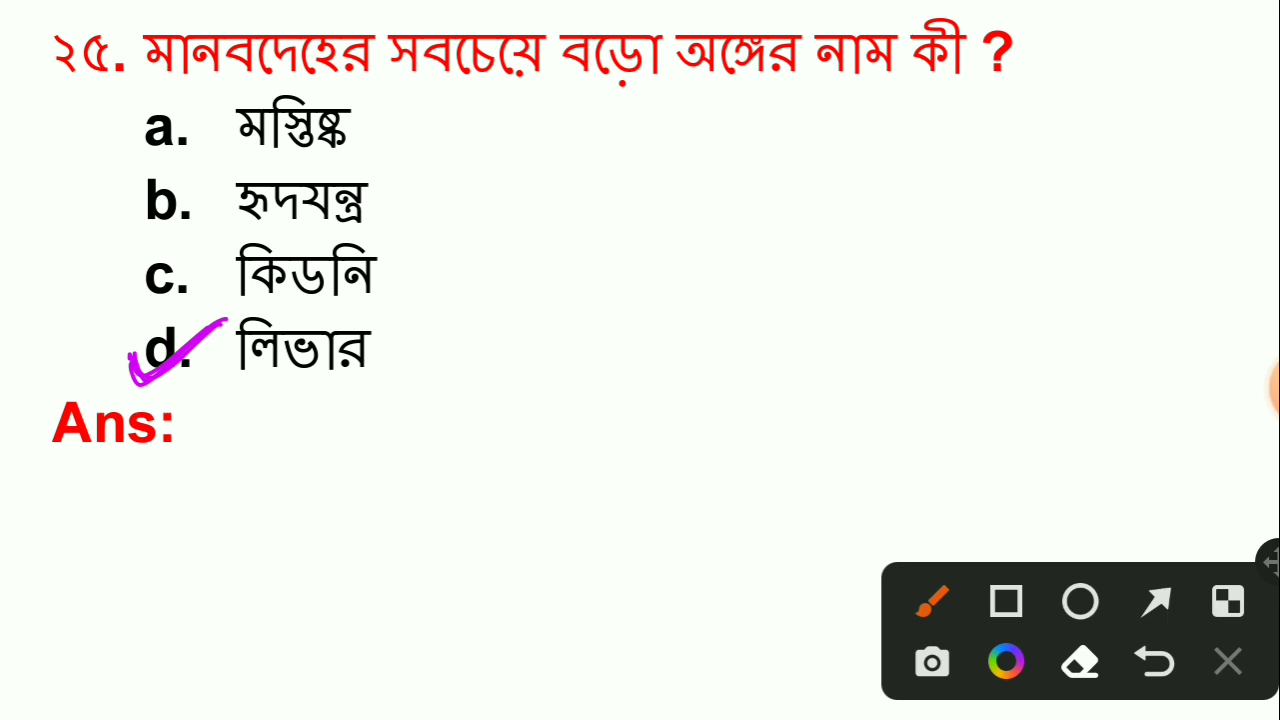 ২৫. মানবদেহের সবচেয়ে বড়ো অঙ্গের নাম কী ?
a. মস্তিষ্ক
b. হৃদযন্ত্র
c. কিডনি
d. লিভার
Ans: